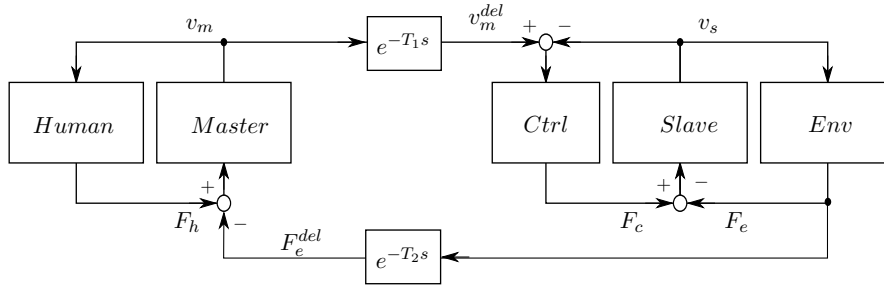 v_m e^{-T_1 s} v_m^{del} + − v_s
Human Master Ctrl Slave Env
+ + −
F_h − F_c F_e
F_e^{del} e^{-T_2 s}